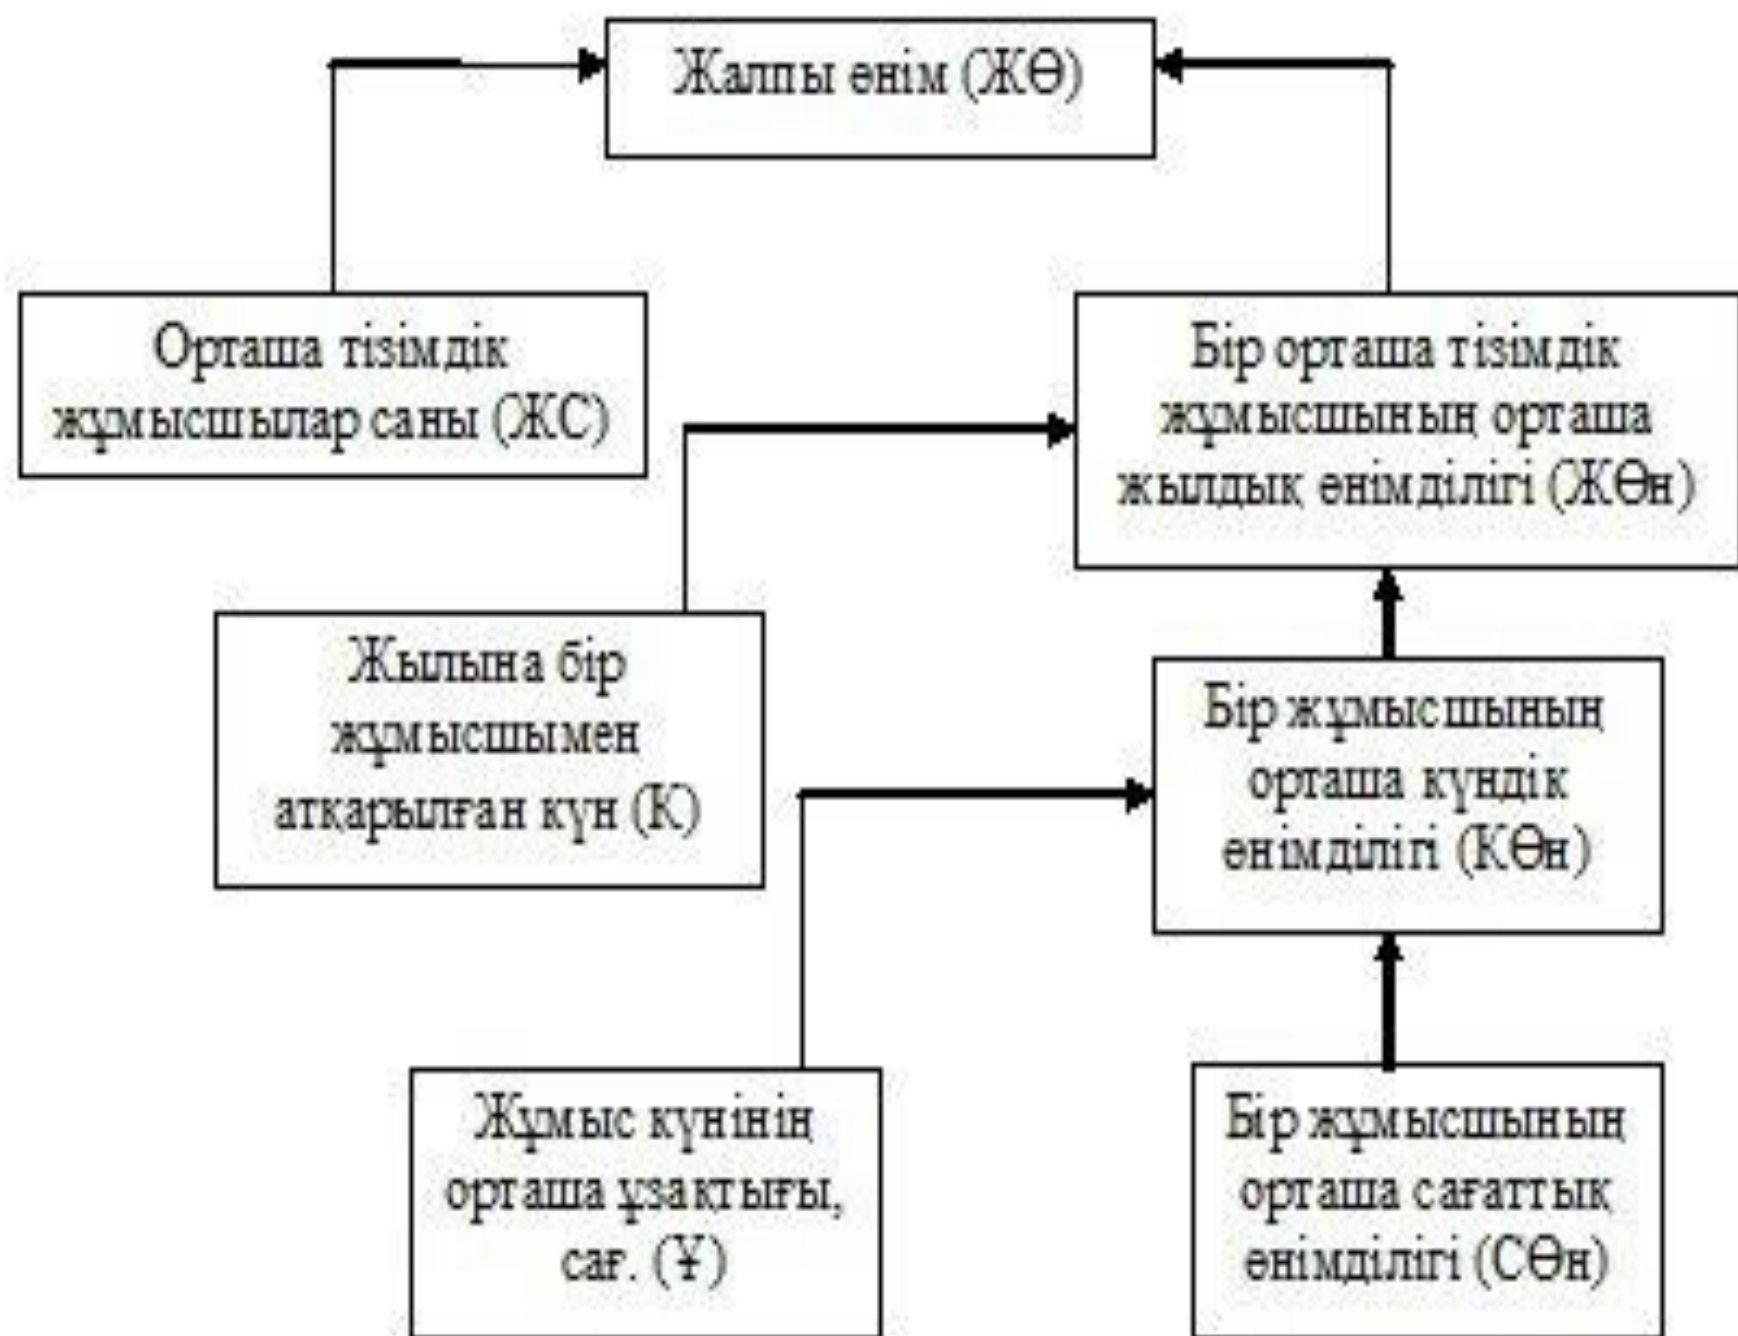 Жалпы өнім (ЖӨ)
Орташа тізімдік
жұмысшылар саны (ЖС)
Бір орташа тізімдік
жұмысшының орташа
жылдық өнімділігі (ЖӨн)
Жылына бір
жұмысшымен
атқарылған күн (К)
Бір жұмысшының
орташа күндік
өнімділігі (КӨн)
Жұмыс күнінің
орташа ұзақтығы,
сағ. (Ұ)
Бір жұмысшының
орташа сағаттық
өнімділігі (СӨн)